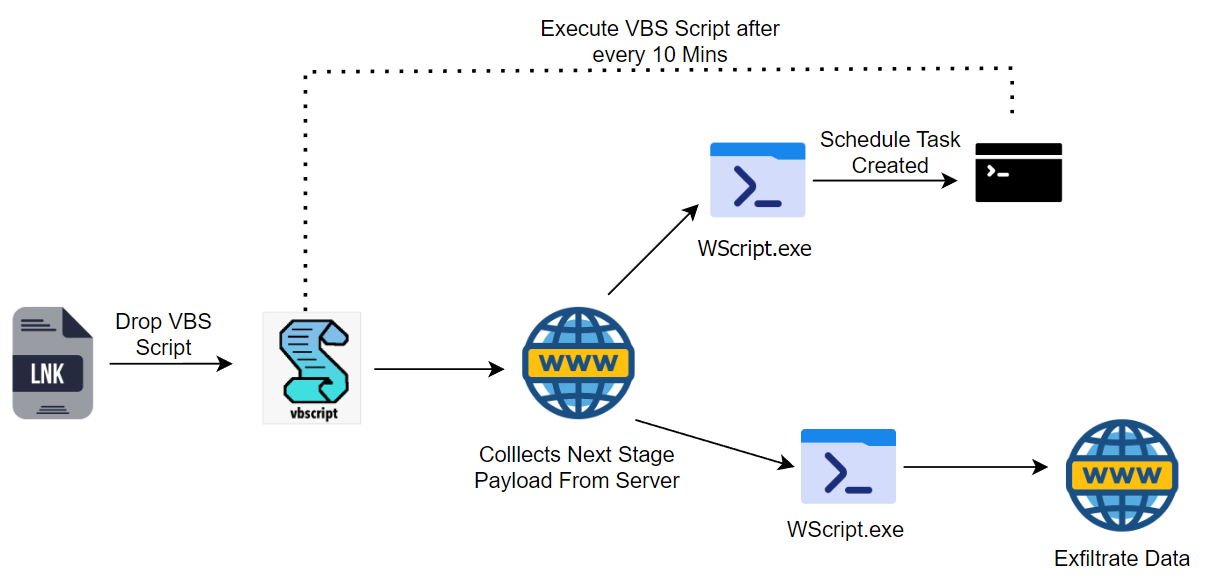 Execute VBS Script after
every 10 Mins
Schedule Task
Created
WScript.exe
Drop VBS
Script
LNK
vbscript
WWW
Colllects Next Stage
Payload From Server
WScript.exe
WWW
Exfiltrate Data